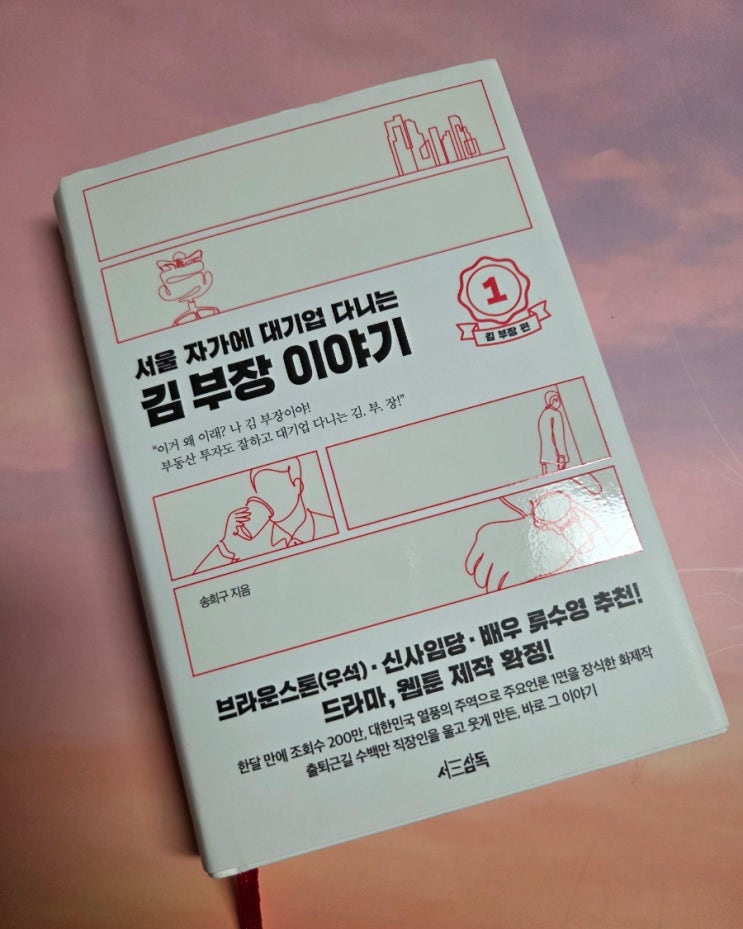 서울 자가에 대기업 다니는
김 부장 이야기
1
김 부장 편
"이거 왜 이래? 나 김 부장이야!
부동산 투자도 잘하고. 대기업 다니는 김. 부. 장!"
송희구 지음
브라운스톤(우석)·신사임당·배우 류수영 추천!
드라마, 웹툰 제작 확정!
한달 만에 조회수 200만, 대한민국 열풍의 주역으로 주요언론 1면을 장식한 화제작
출퇴근길 수백만 직장인을 울고 웃게 만든, 바로 그 이야기
서三삼독